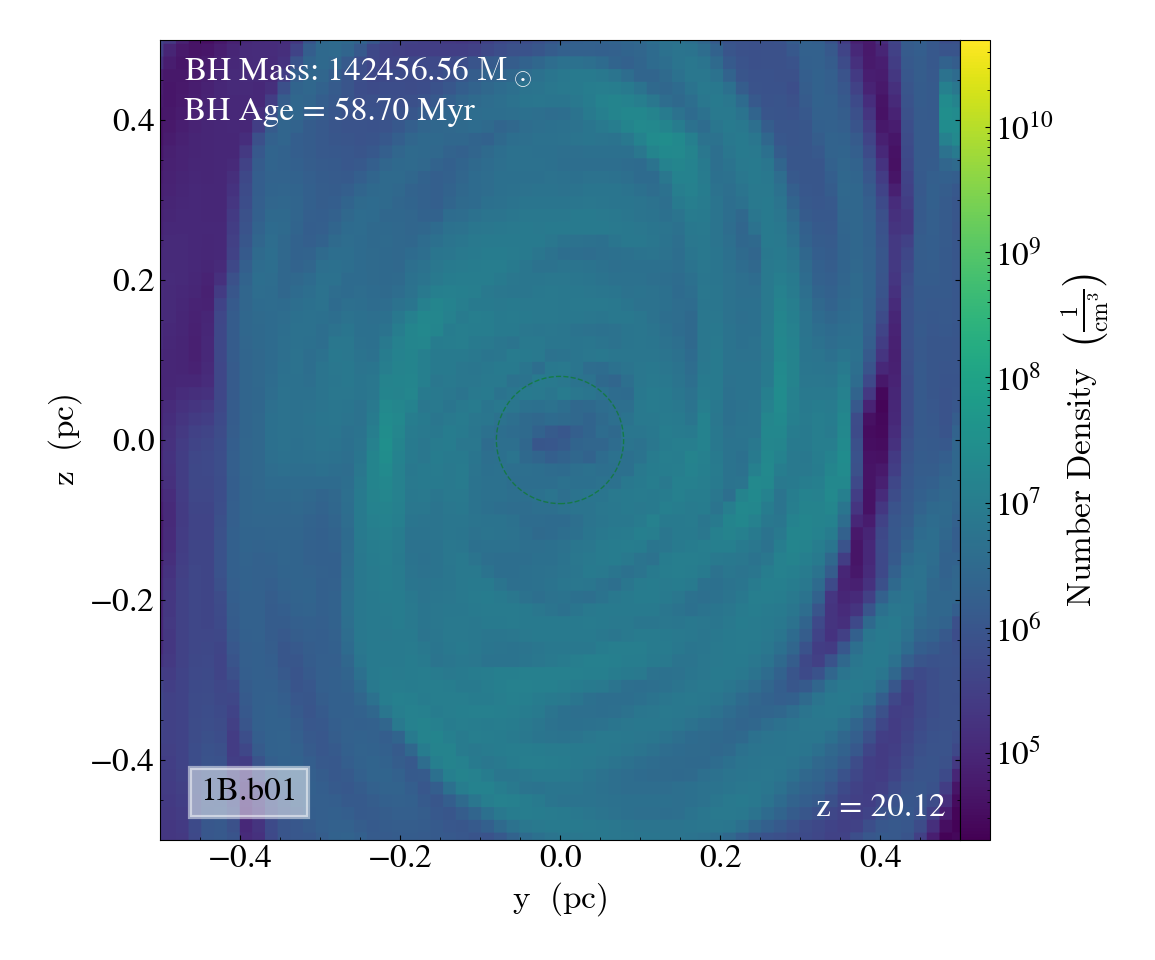 BH Mass: 142456.56 M⊙
BH Age = 58.70 Myr
1B.b01
z = 20.12
0.4
0.2
0.0
−0.2
−0.4
z (pc)
−0.4
−0.2
0.0
0.2
0.4
y (pc)
10^10
10^9
10^8
10^7
10^6
10^5
Number Density (1/cm^3)